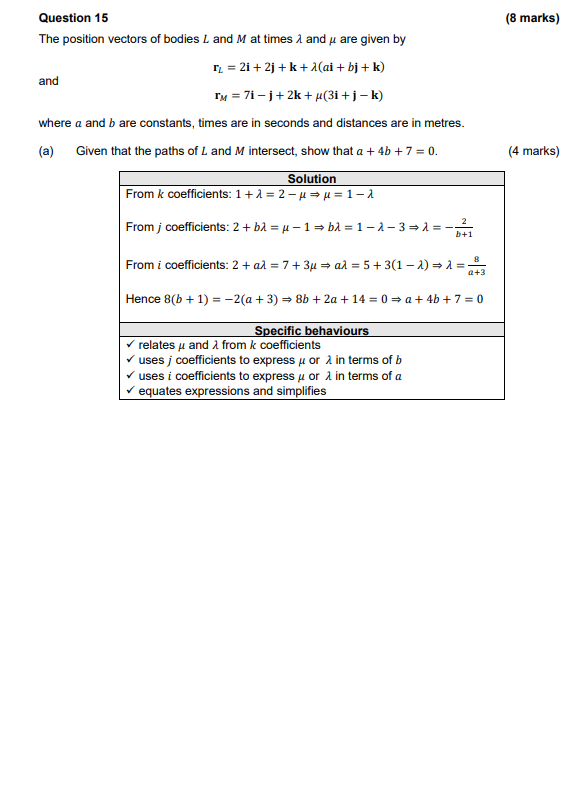 Question 15 (8 marks)
The position vectors of bodies L and M at times λ and μ are given by
r_L = 2i + 2j + k + λ(ai + bj + k)
and
r_M = 7i − j + 2k + μ(3i + j − k)
where a and b are constants, times are in seconds and distances are in metres.
(a) Given that the paths of L and M intersect, show that a + 4b + 7 = 0. (4 marks)
Solution
From k coefficients: 1 + λ = 2 − μ ⇒ μ = 1 − λ
From j coefficients: 2 + bλ = μ − 1 ⇒ bλ = 1 − λ − 3 ⇒ λ = −2/(b+1)
From i coefficients: 2 + aλ = 7 + 3μ ⇒ aλ = 5 + 3(1 − λ) ⇒ λ = 8/(a+3)
Hence 8(b + 1) = −2(a + 3) ⇒ 8b + 2a + 14 = 0 ⇒ a + 4b + 7 = 0
Specific behaviours
✓ relates μ and λ from k coefficients
✓ uses j coefficients to express μ or λ in terms of b
✓ uses i coefficients to express μ or λ in terms of a
✓ equates expressions and simplifies